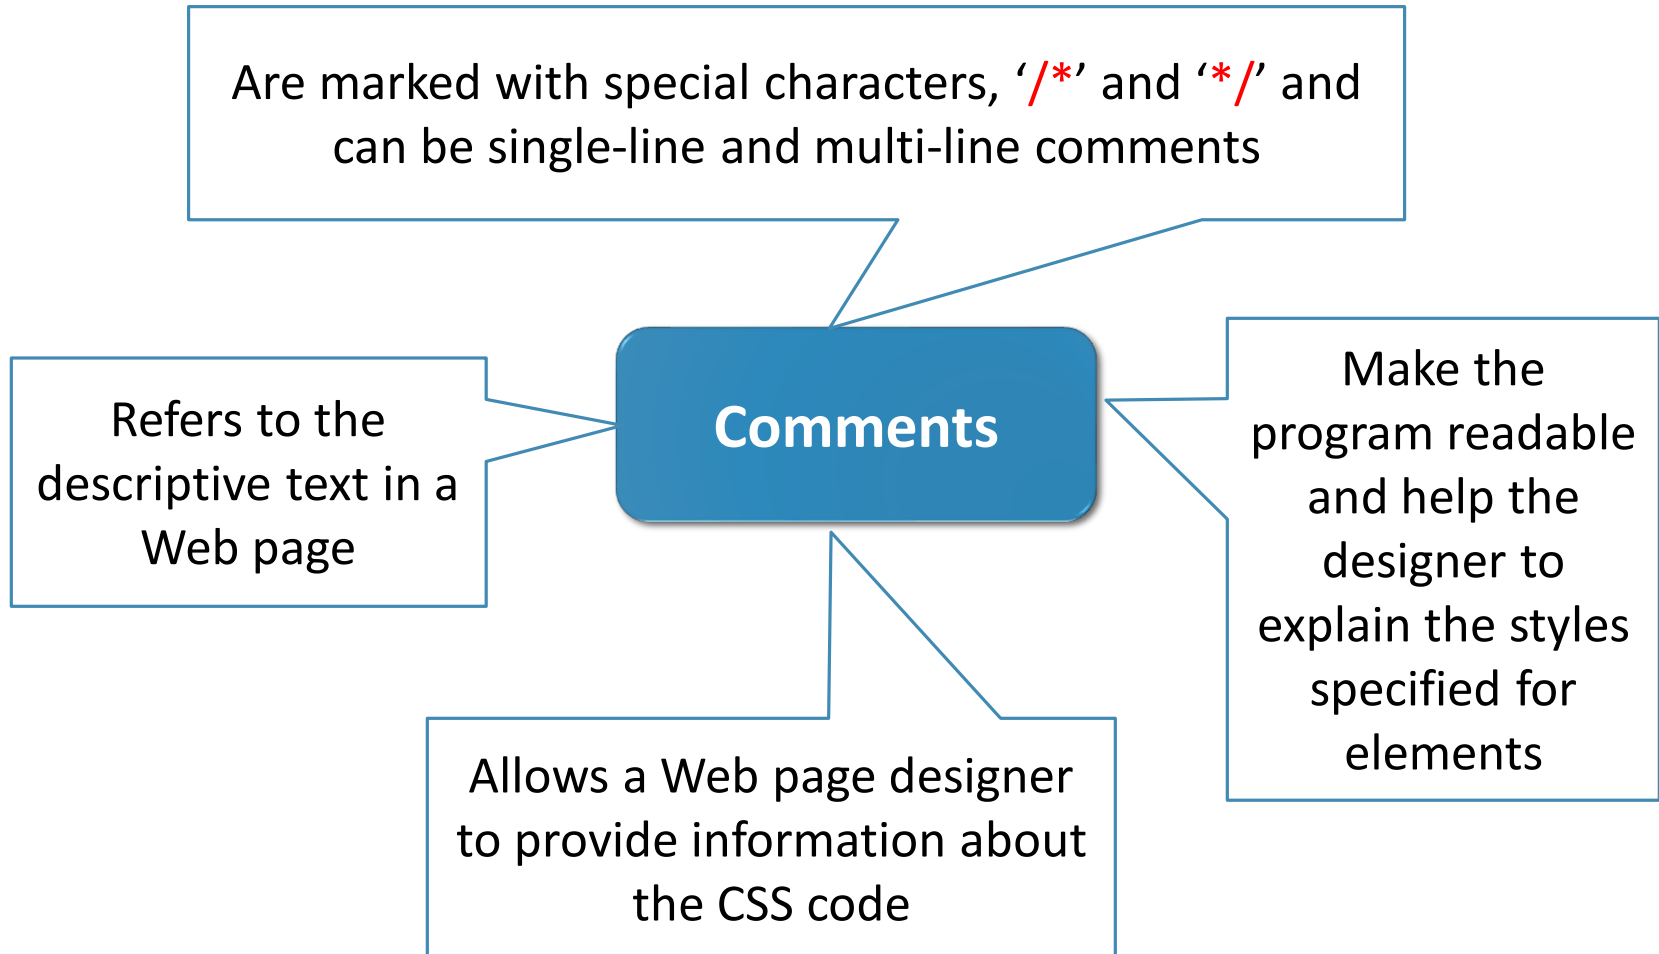 Are marked with special characters, ‘/*’ and ‘*/’ and
can be single-line and multi-line comments
Refers to the
descriptive text in a
Web page
Comments
Make the
program readable
and help the
designer to
explain the styles
specified for
elements
Allows a Web page designer
to provide information about
the CSS code